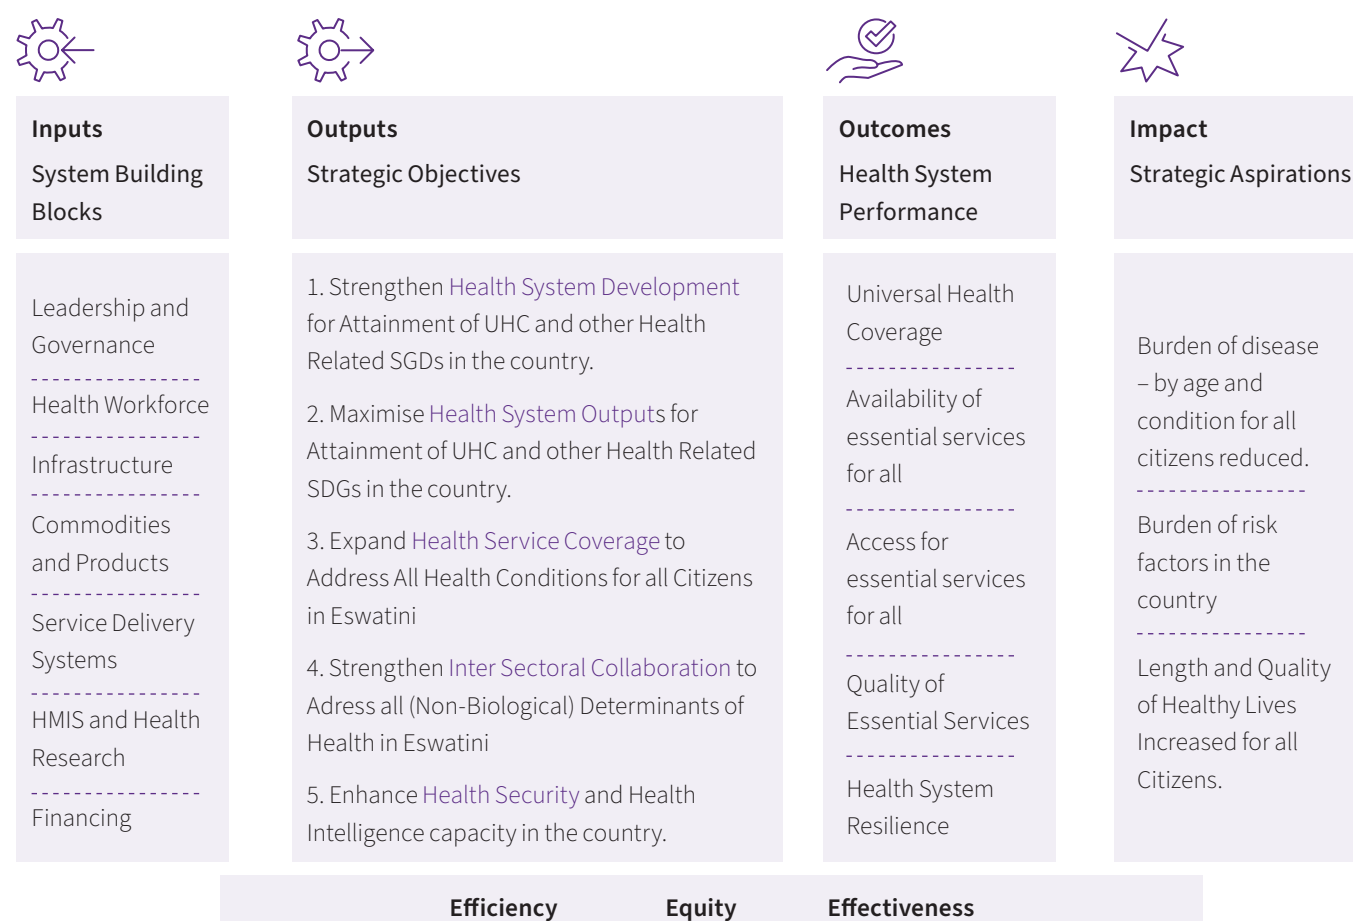 Inputs
System Building
Blocks
Leadership and
Governance
Health Workforce
Infrastructure
Commodities
and Products
Service Delivery
Systems
HMIS and Health
Research
Financing
Outputs
Strategic Objectives
1. Strengthen Health System Development
for Attainment of UHC and other Health
Related SGDs in the country.
2. Maximise Health System Outputs for
Attainment of UHC and other Health Related
SDGs in the country.
3. Expand Health Service Coverage to
Address All Health Conditions for all Citizens
in Eswatini
4. Strengthen Inter Sectoral Collaboration to
Adress all (Non-Biological) Determinants of
Health in Eswatini
5. Enhance Health Security and Health
Intelligence capacity in the country.
Outcomes
Health System
Performance
Universal Health
Coverage
Availability of
essential services
for all
Access for
essential services
for all
Quality of
Essential Services
Health System
Resilience
Impact
Strategic Aspirations
Burden of disease
– by age and
condition for all
citizens reduced.
Burden of risk
factors in the
country
Length and Quality
of Healthy Lives
Increased for all
Citizens.
Efficiency Equity Effectiveness